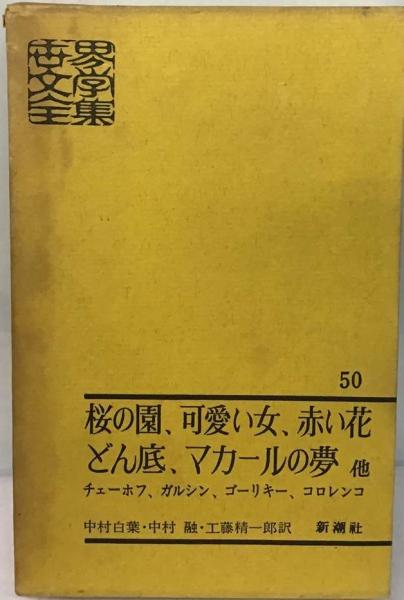 世界文学全集
50
桜の園、可愛い女、赤い花
どん底、マカールの夢 他
チェーホフ、ガルシン、ゴーリキー、コロレンコ
中村白葉・中村 融・工藤精一郎訳 新潮社